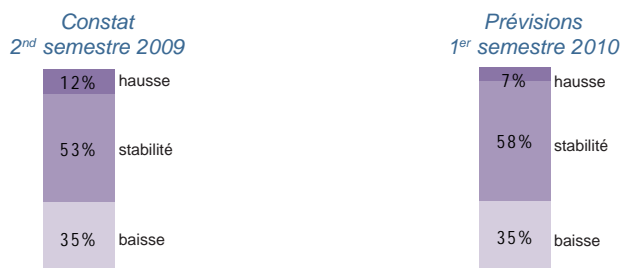 Constat
2nd semestre 2009
12% hausse
53% stabilité
35% baisse
Prévisions
1er semestre 2010
7% hausse
58% stabilité
35% baisse